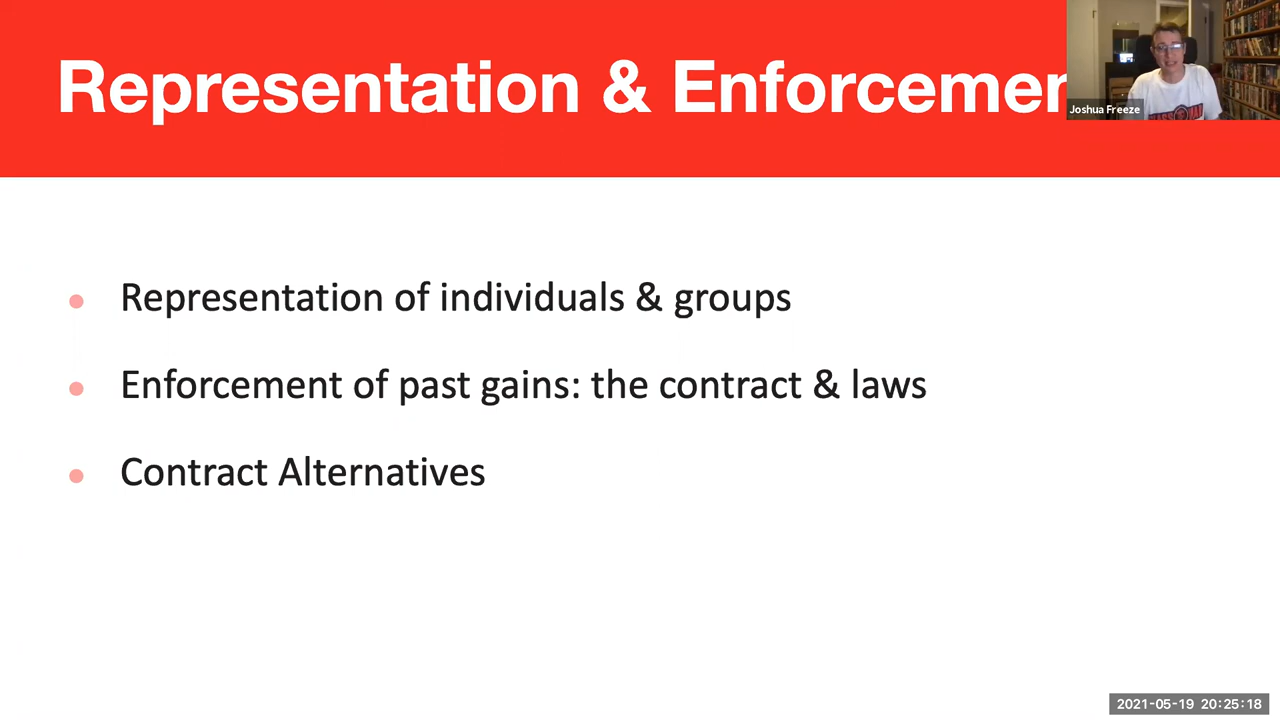 Representation & Enforcemen
Joshua Freeze
Representation of individuals & groups
Enforcement of past gains: the contract & laws
Contract Alternatives
2021-05-19 20:25:18